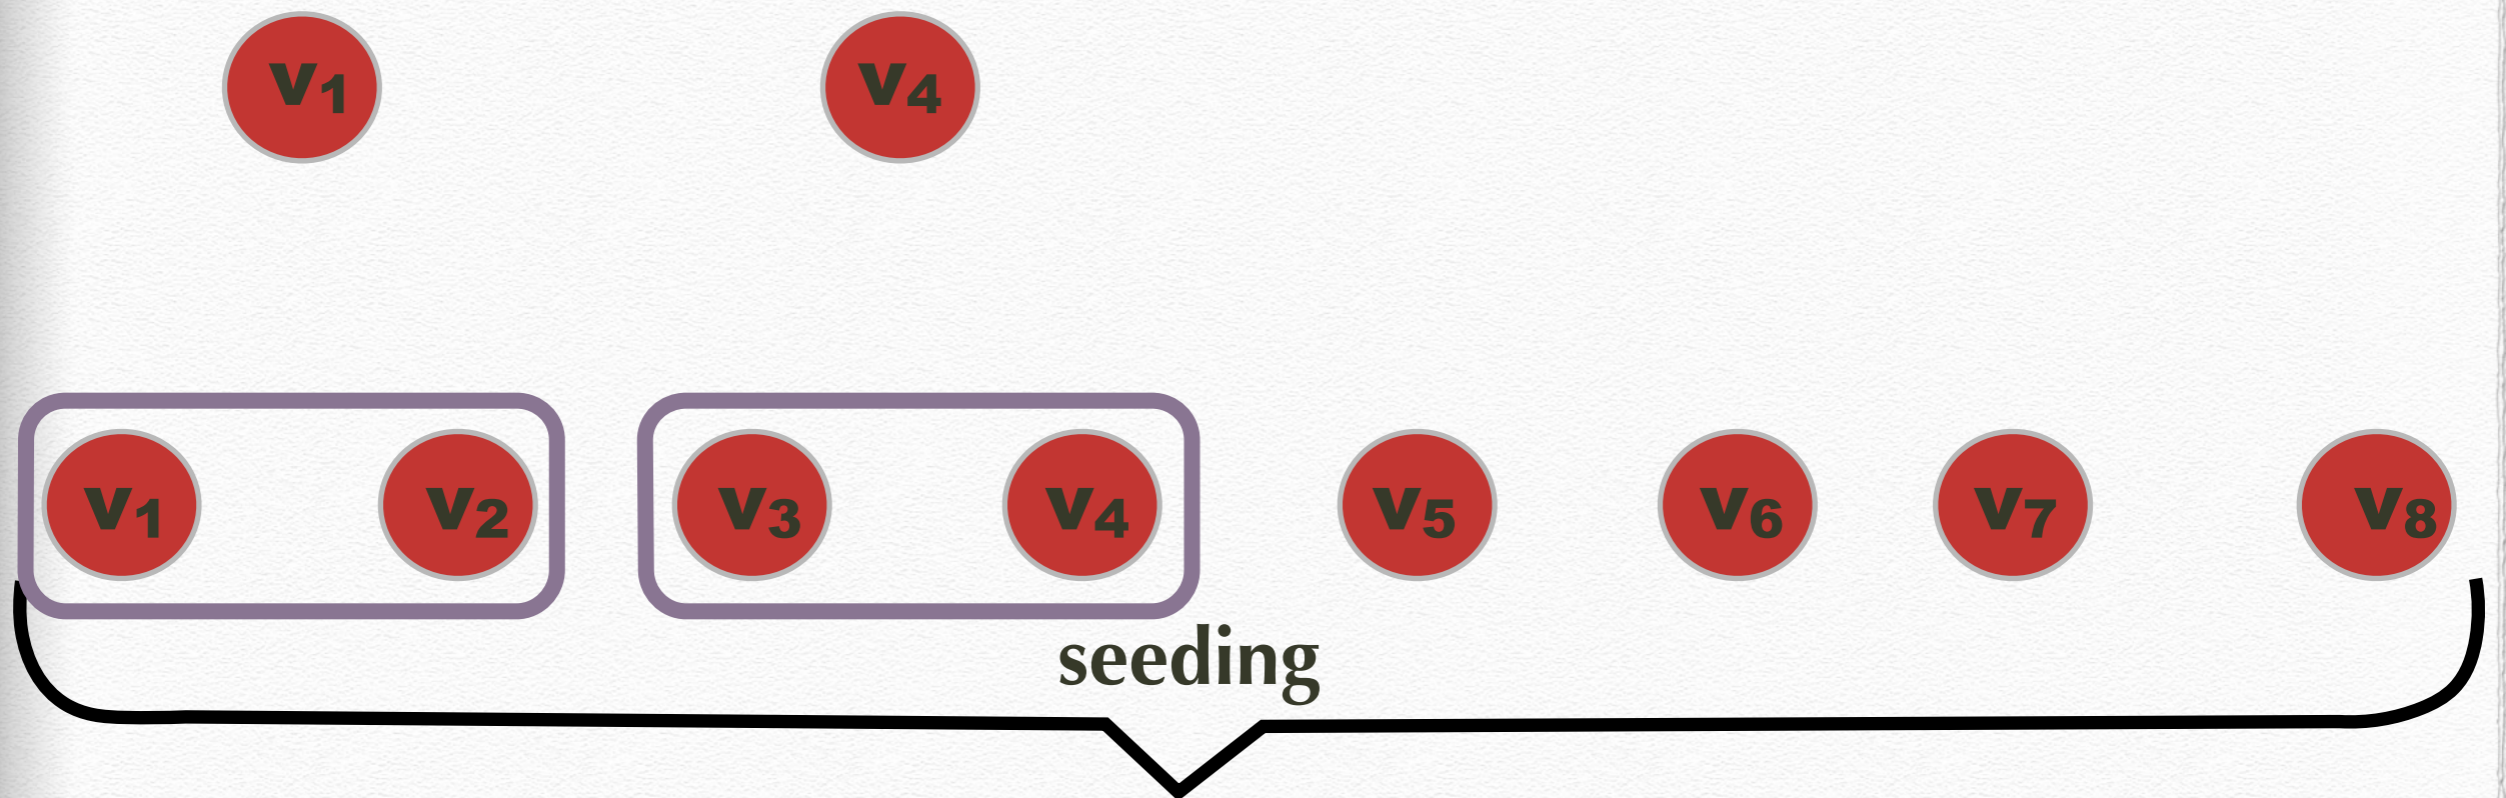 v₁ v₄
v₁ v₂ v₃ v₄ v₅ v₆ v₇ v₈
seeding